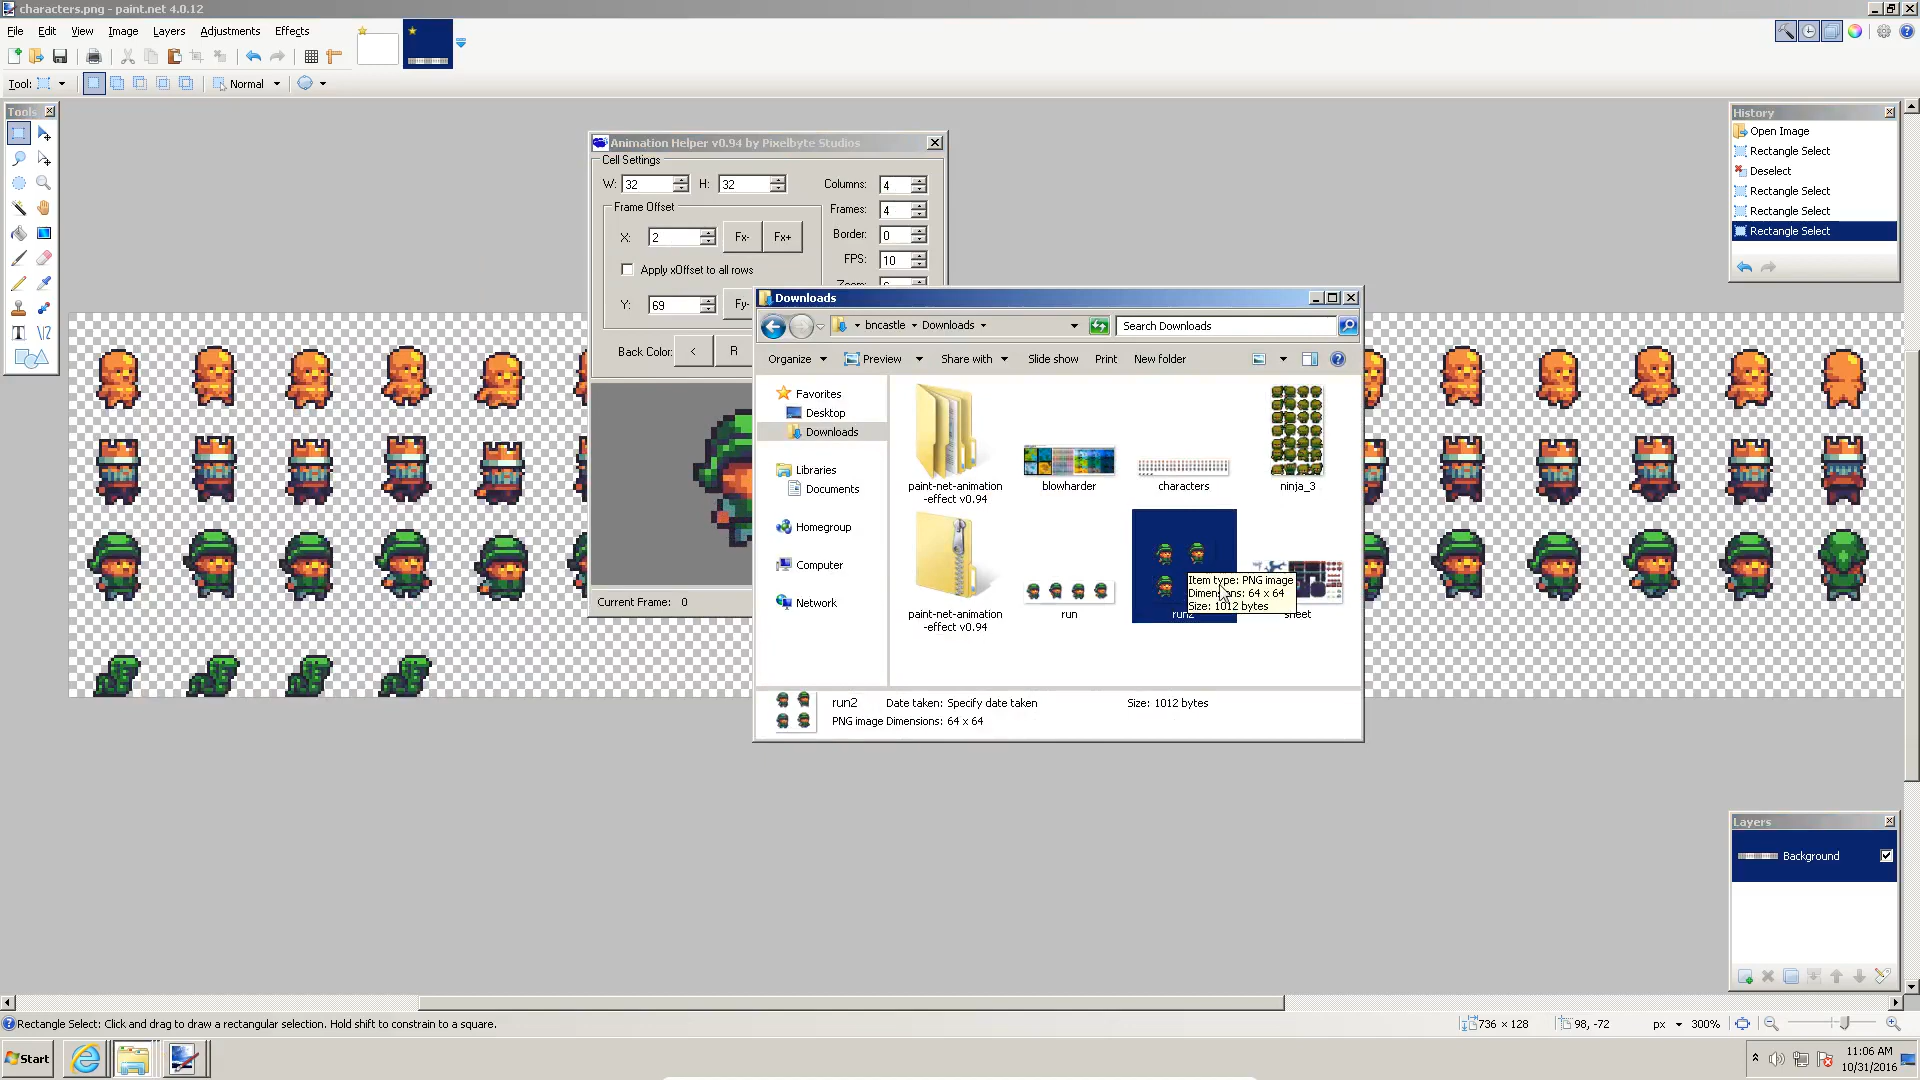 characters.png - paint.net 4.0.12
File Edit View Image Layers Adjustments Effects
Tool: Normal
Tools
History
Open Image
Rectangle Select
Deselect
Rectangle Select
Rectangle Select
Rectangle Select
Animation Helper v0.94 by Pixelbyte Studios
Cell Settings
W: 32 H: 32 Columns: 4
Frame Offset Frames: 4
X: 2 Fx- Fx+ Border: 0
FPS: 10
Apply xOffset to all rows
Y: 69 Fy-
Back Color: < R
Current Frame: 0
Downloads
bncastle Downloads Search Downloads
Organize Preview Share with Slide show Print New folder
Favorites
Desktop
Downloads
Libraries
Documents
Homegroup
Computer
Network
paint-net-animation
-effect v0.94
blowharder
characters
ninja_3
paint-net-animation
-effect v0.94
run
run2
sheet
Item type: PNG image
Dimensions: 64 x 64
Size: 1012 bytes
run2 Date taken: Specify date taken Size: 1012 bytes
PNG image Dimensions: 64 x 64
Layers
Background
Rectangle Select: Click and drag to draw a rectangular selection. Hold shift to constrain to a square.
736 × 128 98, -72 px 300%
Start
11:06 AM
10/31/2016